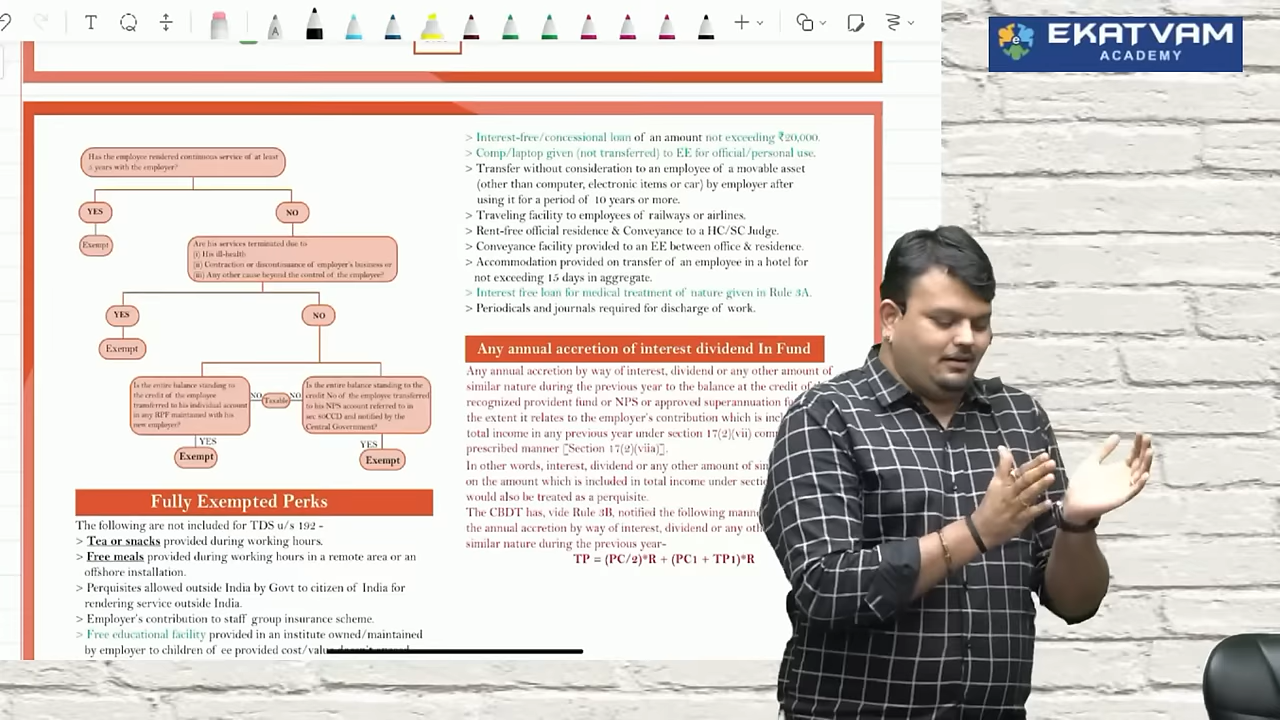 EKATVAM
ACADEMY
T
A
Has the employee rendered continuous service of at least
5 years with the employer?
YES
NO
Exempt
Are his services terminated due to
(i) His ill-health
(ii) Contraction or discontinuance of employer's business or
(iii) Any other cause beyond the control of the employee?
YES
NO
Exempt
Is the entire balance standing to
the credit of the employee
transferred to his individual account
in any RPF maintained with his
new employer?
NO
Taxable
NO
Is the entire balance standing to the
credit No of the employee transferred
to his NPS account referred to in
sec 80CCD and notified by the
Central Government?
YES
Exempt
YES
Exempt
Fully Exempted Perks
The following are not included for TDS u/s 192 -
> Tea or snacks provided during working hours.
> Free meals provided during working hours in a remote area or an
offshore installation.
> Perquisites allowed outside India by Govt to citizen of India for
rendering service outside India.
> Employer's contribution to staff group insurance scheme.
> Free educational facility provided in an institute owned/maintained
by employer to children of ee provided cost/value doesn't
> Interest-free/concessional loan of an amount not exceeding ₹20,000.
> Comp/laptop given (not transferred) to EE for official/personal use.
> Transfer without consideration to an employee of a movable asset
(other than computer, electronic items or car) by employer after
using it for a period of 10 years or more.
> Traveling facility to employees of railways or airlines.
> Rent-free official residence & Conveyance to a HC/SC Judge.
> Conveyance facility provided to an EE between office & residence.
> Accommodation provided on transfer of an employee in a hotel for
not exceeding 15 days in aggregate.
> Interest free loan for medical treatment of nature given in Rule 3A.
> Periodicals and journals required for discharge of work.
Any annual accretion of interest dividend In Fund
Any annual accretion by way of interest, dividend or any other amount of
similar nature during the previous year to the balance at the credit of
recognized provident fund or NPS or approved superannuation
the extent it relates to the employer's contribution which is
total income in any previous year under section 17(2)(vii)
prescribed manner [Section 17(2)(viia)].
In other words, interest, dividend or any other amount of
on the amount which is included in total income under
would also be treated as a perquisite.
The CBDT has, vide Rule 3B, notified the following
the annual accretion by way of interest, dividend or any
similar nature during the previous year-
TP = (PC/2)*R + (PC1 + TP1)*R